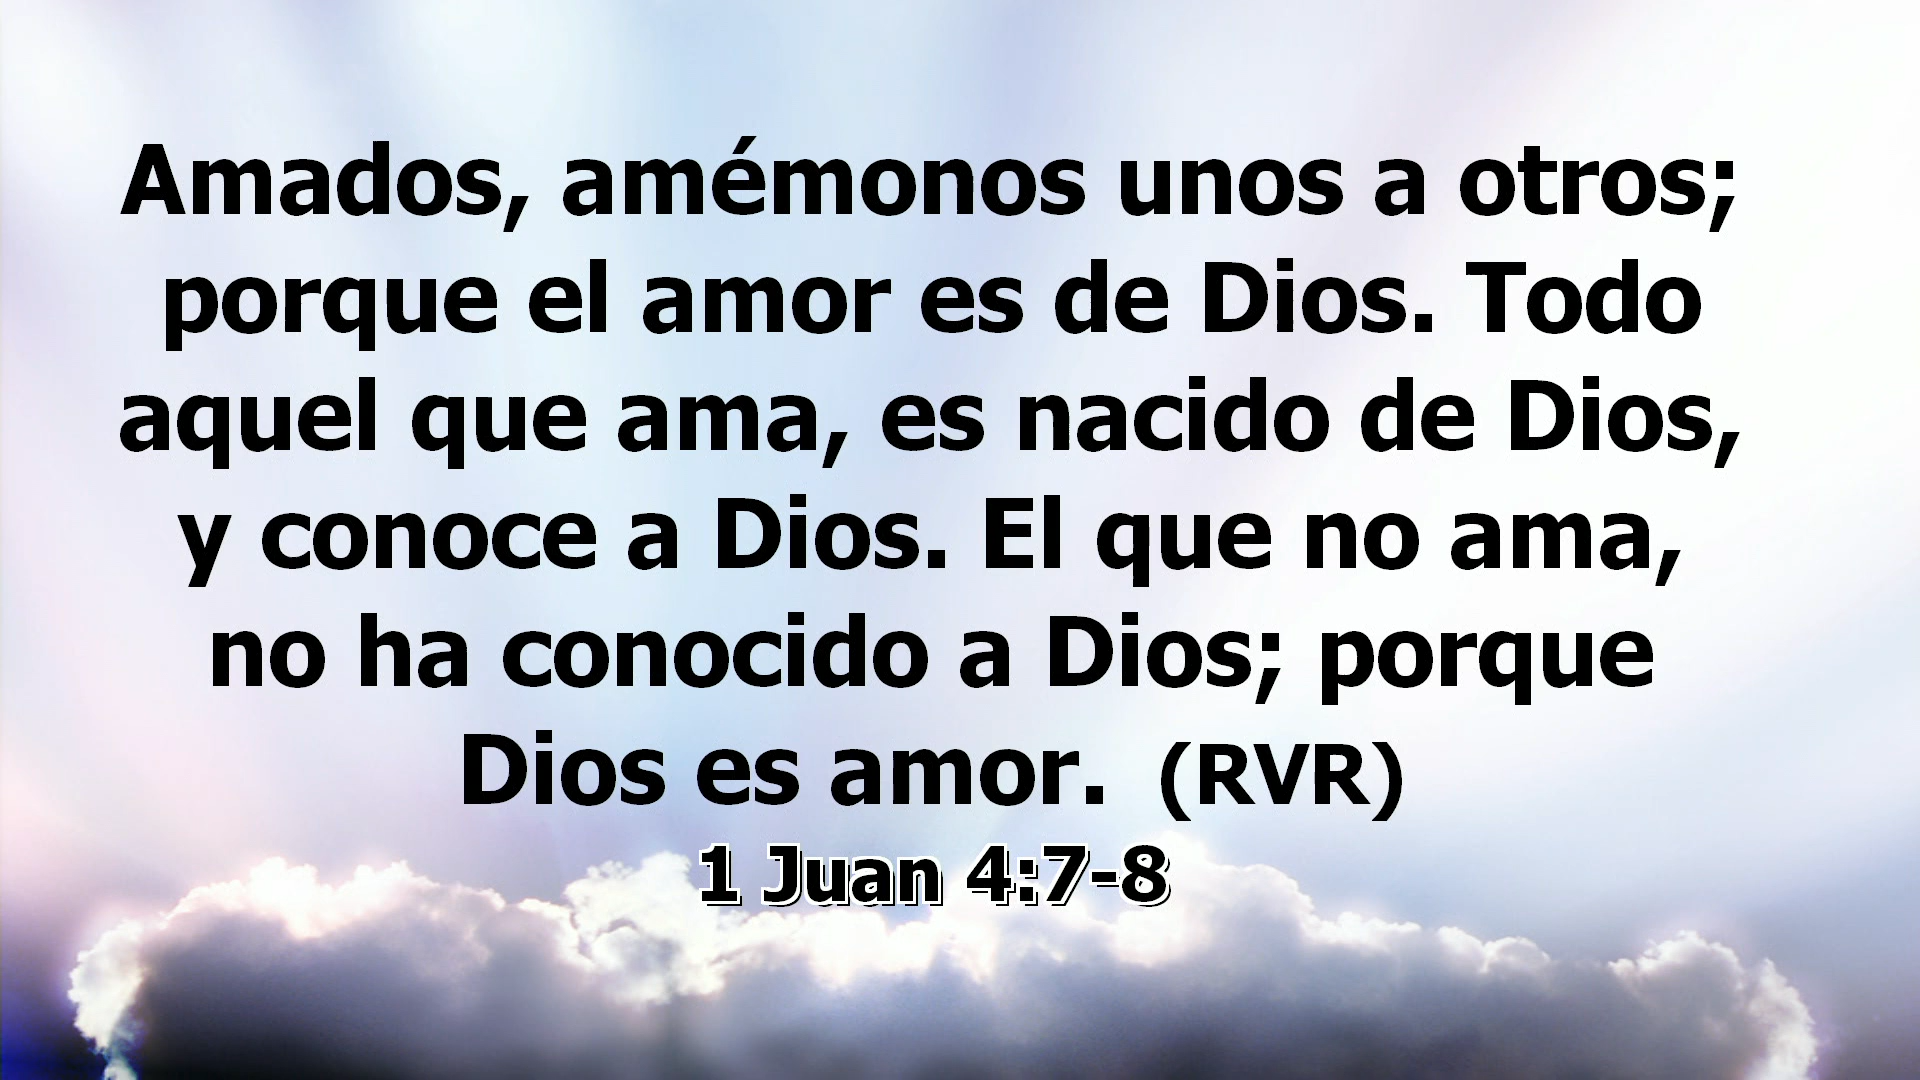 Amados, amémonos unos a otros;
porque el amor es de Dios. Todo
aquel que ama, es nacido de Dios,
y conoce a Dios. El que no ama,
no ha conocido a Dios; porque
Dios es amor. (RVR)
1 Juan 4:7-8